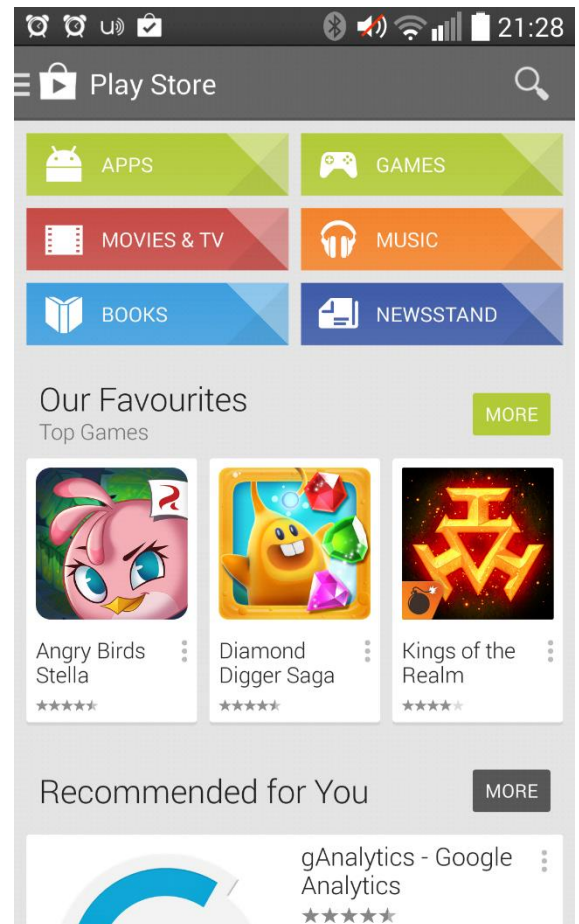 21:28
Play Store
APPS
GAMES
MOVIES & TV
MUSIC
BOOKS
NEWSSTAND
Our Favourites
MORE
Top Games
Angry Birds
Stella
Diamond
Digger Saga
Kings of the
Realm
Recommended for You
MORE
gAnalytics - Google
Analytics